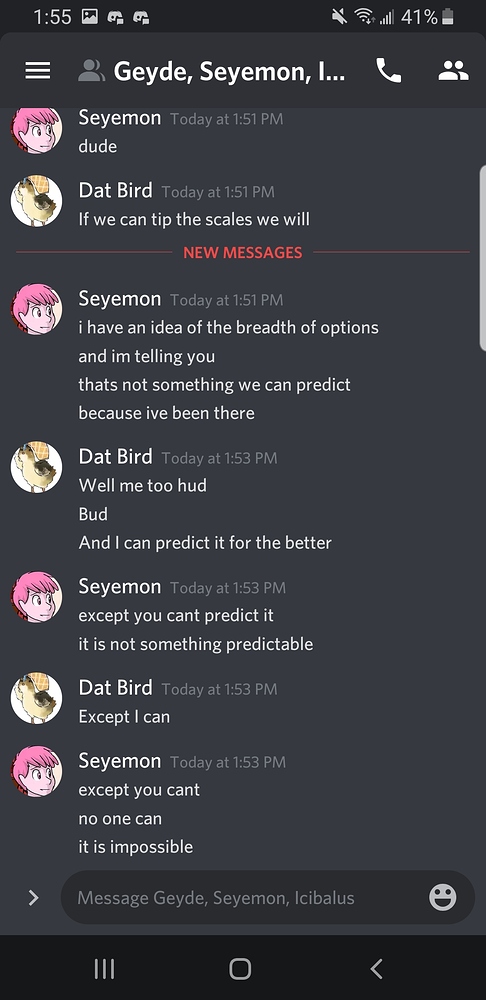 1:55 41%
Geyde, Seyemon, I...
Seyemon Today at 1:51 PM
dude
Dat Bird Today at 1:51 PM
If we can tip the scales we will
NEW MESSAGES
Seyemon Today at 1:51 PM
i have an idea of the breadth of options
and im telling you
thats not something we can predict
because ive been there
Dat Bird Today at 1:53 PM
Well me too hud
Bud
And I can predict it for the better
Seyemon Today at 1:53 PM
except you cant predict it
it is not something predictable
Dat Bird Today at 1:53 PM
Except I can
Seyemon Today at 1:53 PM
except you cant
no one can
it is impossible
Message Geyde, Seyemon, Icibalus